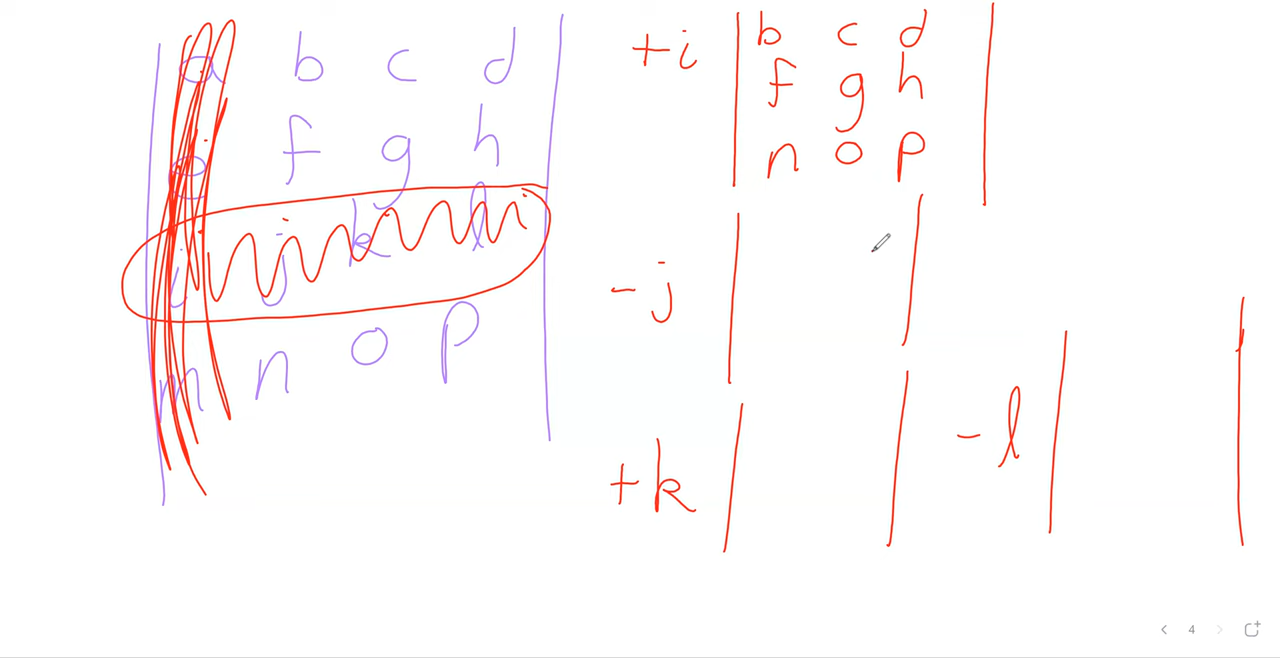 a b c d
e f g h
i j k l
m n o p
+i | b c d |
f g h
n o p
-j | |
+k | | -l | |
4